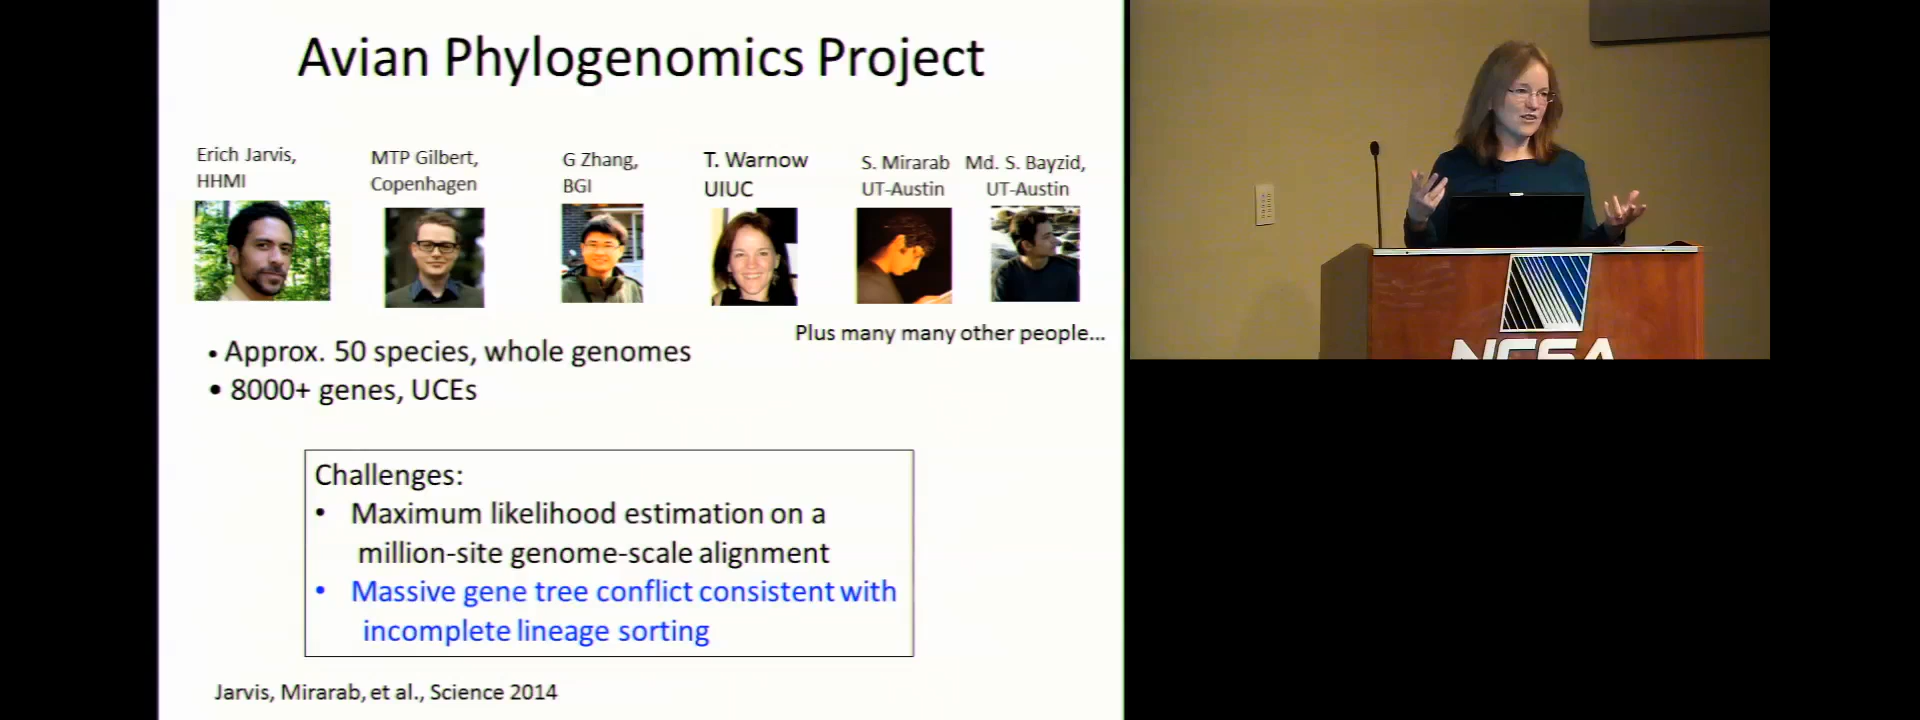 Avian Phylogenomics Project
Erich Jarvis,
HHMI
MTP Gilbert,
Copenhagen
G Zhang,
BGI
T. Warnow
UIUC
S. Mirarab
UT-Austin
Md. S. Bayzid,
UT-Austin
Plus many many other people...
• Approx. 50 species, whole genomes
• 8000+ genes, UCEs
Challenges:
• Maximum likelihood estimation on a
million-site genome-scale alignment
• Massive gene tree conflict consistent with
incomplete lineage sorting
Jarvis, Mirarab, et al., Science 2014
NCSA